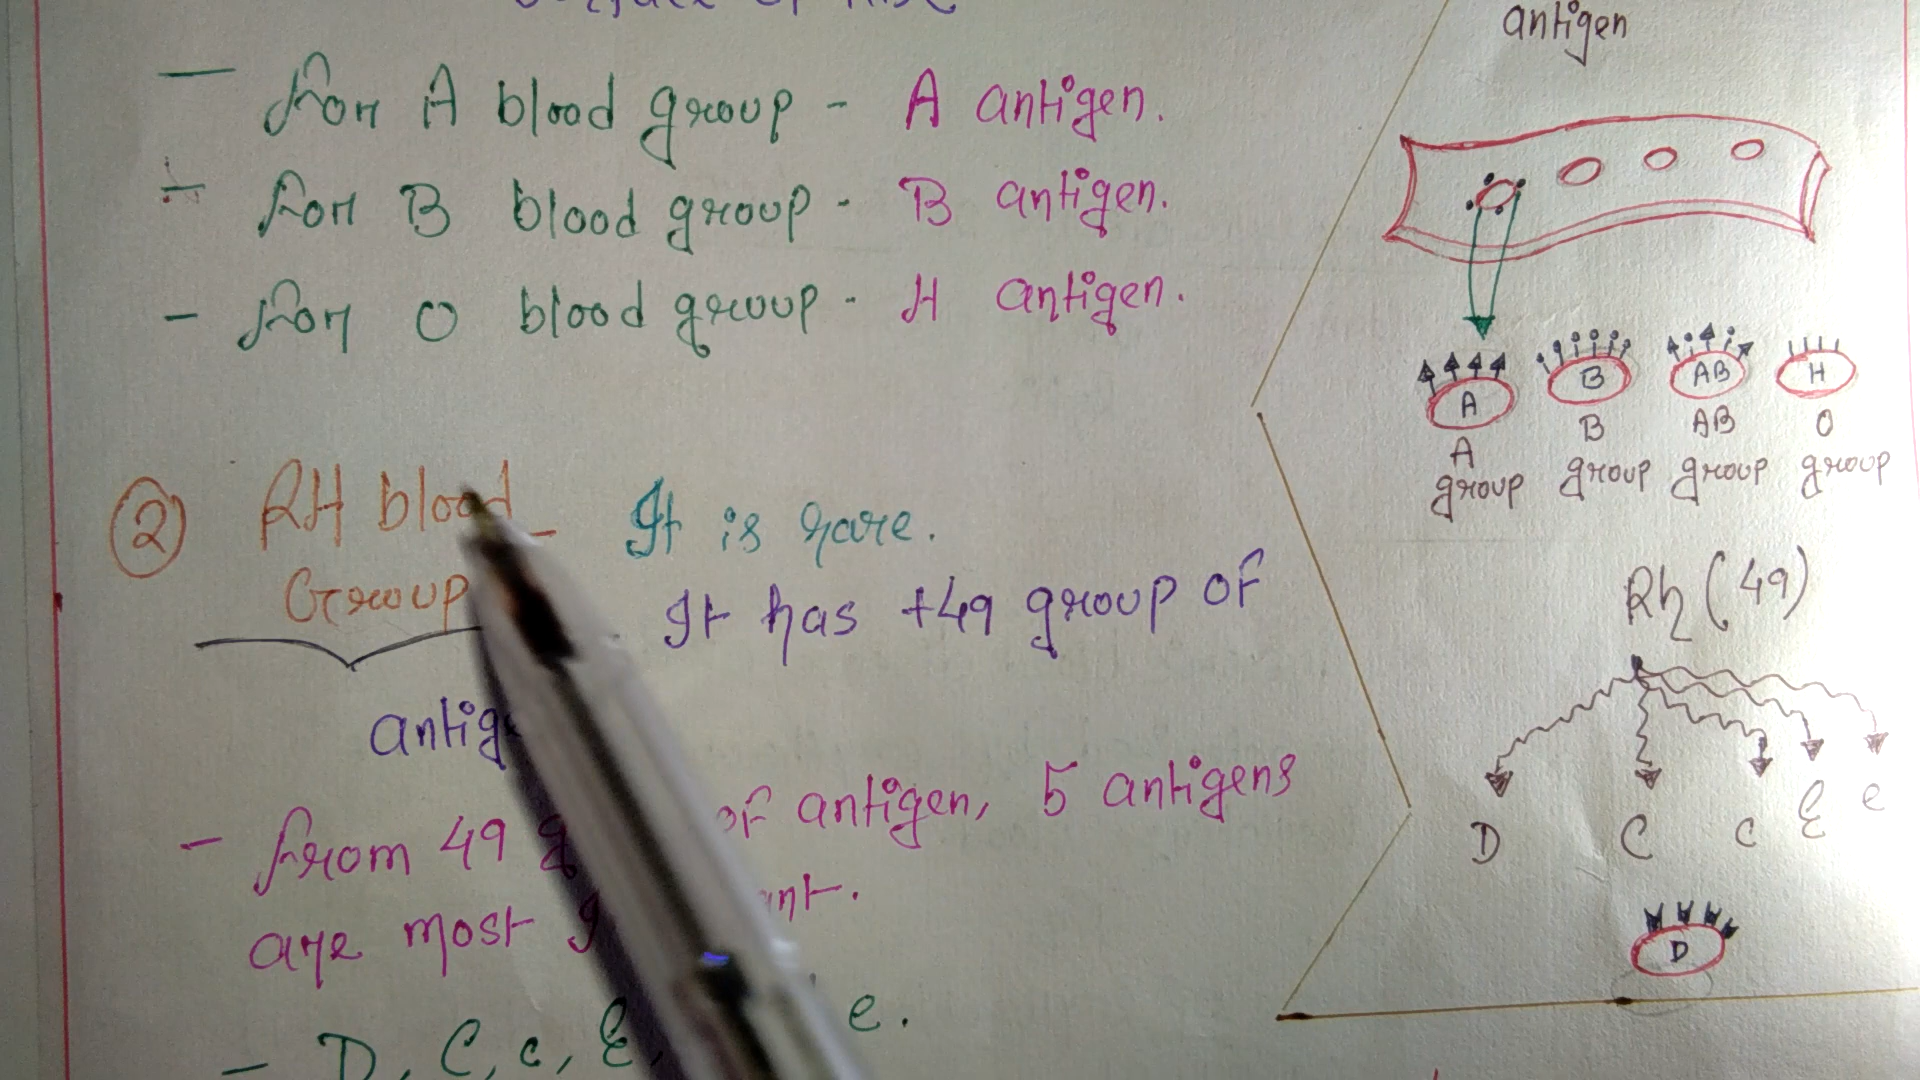 For A blood group - A antigen.
For B blood group - B antigen.
- For O blood group - H antigen.
② RH blood - It is rare.
Group
It has +49 group of
- From 49 of antigen, 5 antigens
are most
- D, C, c, E, e.
antigen
A
B
AB
H
A
group
B
group
AB
group
O
group
Rh (49)
D
C
c
E
e
D